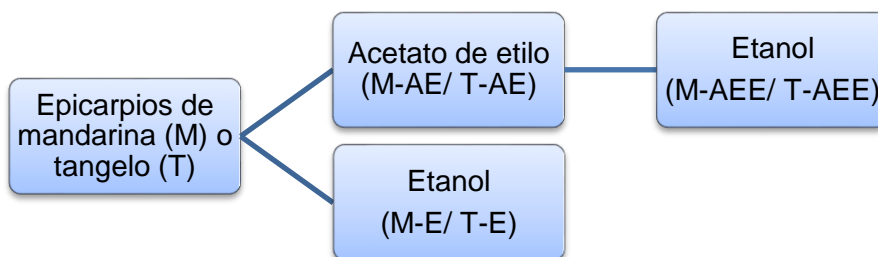 Epicarpios de
mandarina (M) o
tangelo (T)
Acetato de etilo
(M-AE/ T-AE)
Etanol
(M-AEE/ T-AEE)
Etanol
(M-E/ T-E)